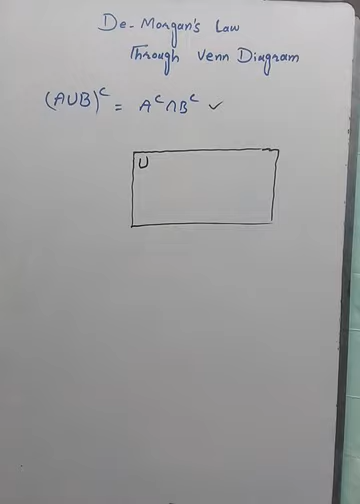 De-Morgan's Law
Through Venn Diagram
(A∪B)ᶜ = Aᶜ∩Bᶜ ✓
U